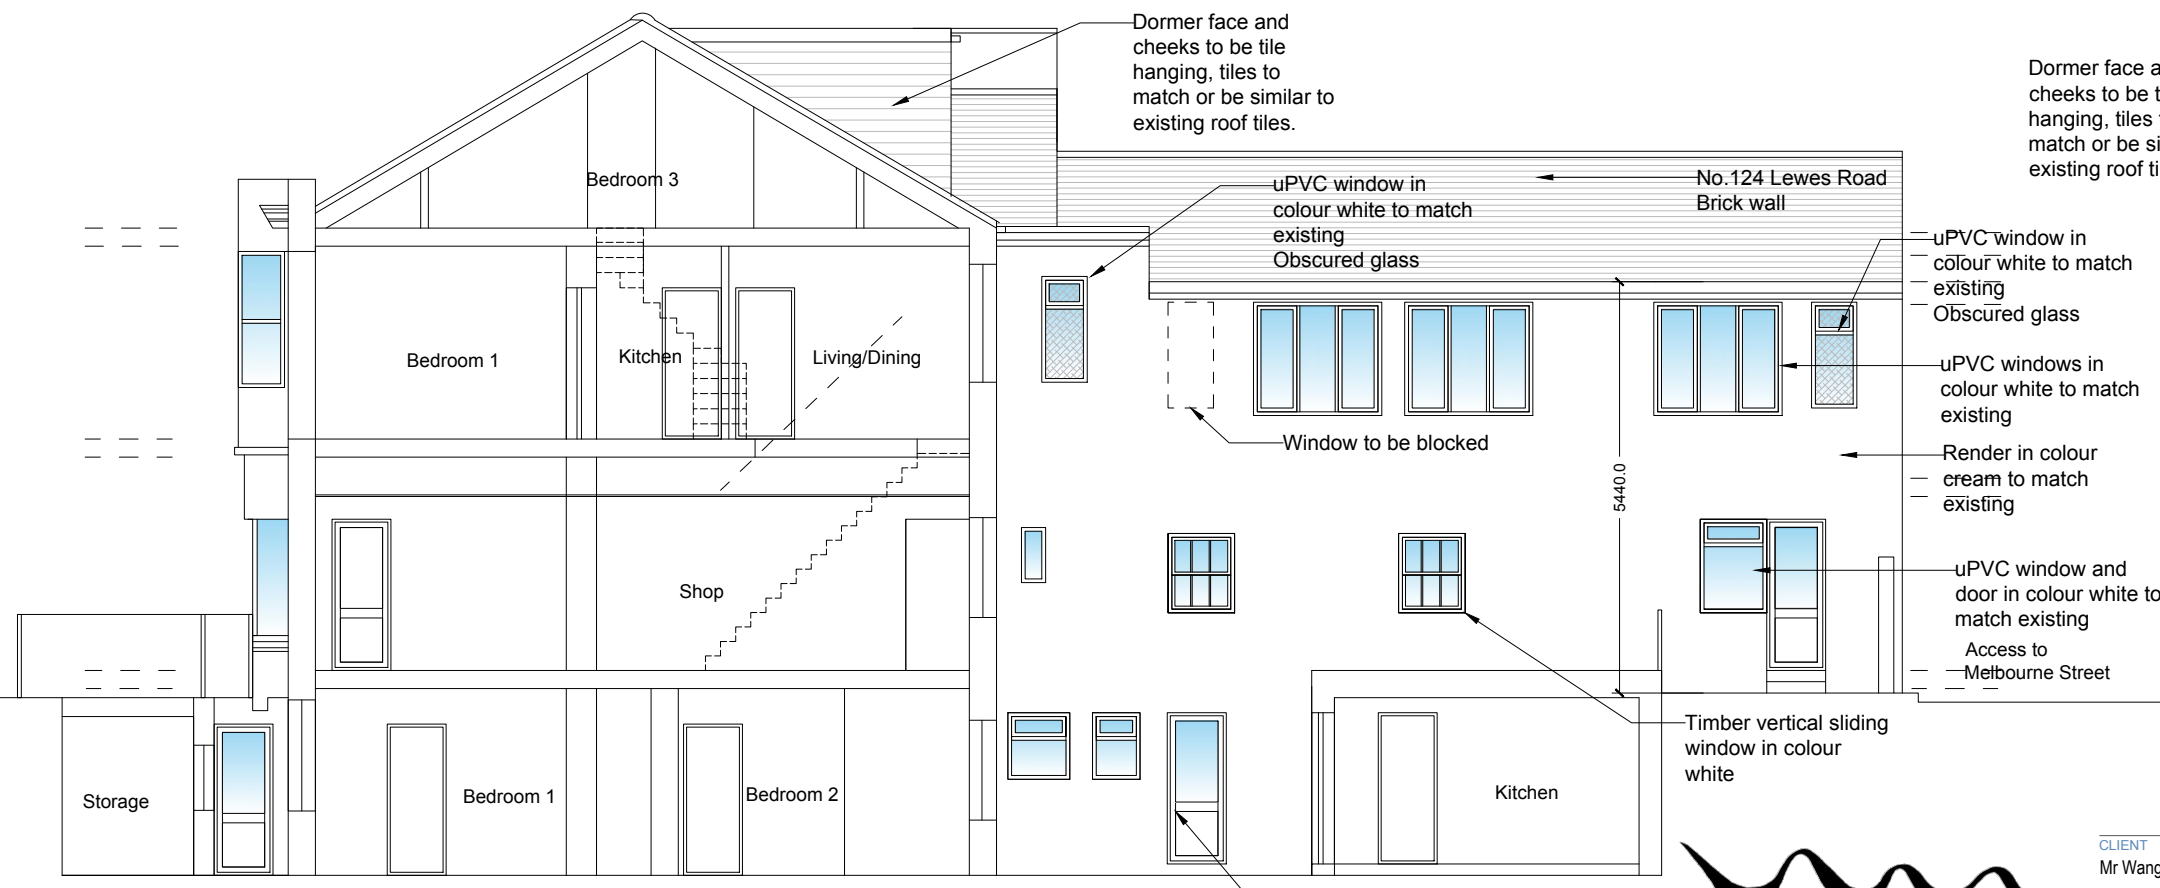 Dormer face and
cheeks to be tile
hanging, tiles to
match or be similar to
existing roof tiles.
Dormer face a
cheeks to be t
hanging, tiles
match or be si
existing roof ti
Bedroom 3
uPVC window in
colour white to match
existing
Obscured glass
No.124 Lewes Road
Brick wall
uPVC window in
colour white to match
existing
Obscured glass
Bedroom 1
Kitchen
Living/Dining
uPVC windows in
colour white to match
existing
Window to be blocked
Render in colour
cream to match
existing
5440.0
Shop
uPVC window and
door in colour white to
match existing
Access to
Melbourne Street
Timber vertical sliding
window in colour
white
Storage
Bedroom 1
Bedroom 2
Kitchen
CLIENT
Mr Wang